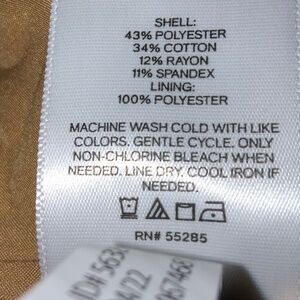 SHELL:
43% POLYESTER
34% COTTON
12% RAYON
11% SPANDEX
LINING:
100% POLYESTER
MACHINE WASH COLD WITH LIKE
COLORS. GENTLE CYCLE. ONLY
NON-CHLORINE BLEACH WHEN
NEEDED. LINE DRY. COOL IRON IF
NEEDED.
RN# 55285